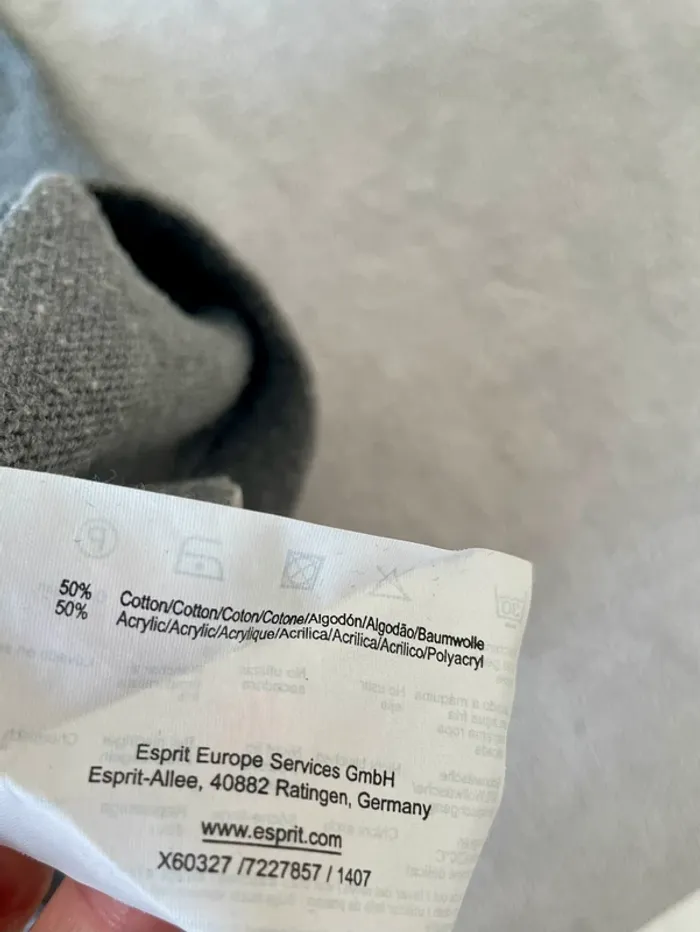 50% Cotton/Cotton/Coton/Cotone/Algodón/Algodão/Baumwolle
50% Acrylic/Acrylic/Acrylique/Acrilica/Acrilica/Acrilico/Polyacryl
Esprit Europe Services GmbH
Esprit-Allee, 40882 Ratingen, Germany
www.esprit.com
X60327 /7227857 / 1407